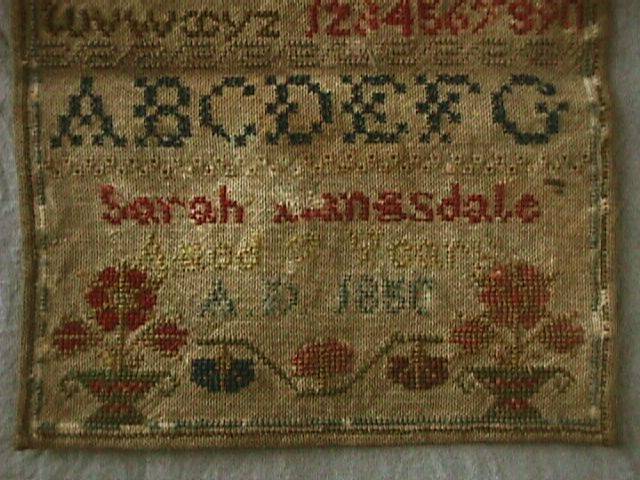 uvwxyz 1234567890
ABCDEFG
Sarah
Aged Years
A.D. 1850